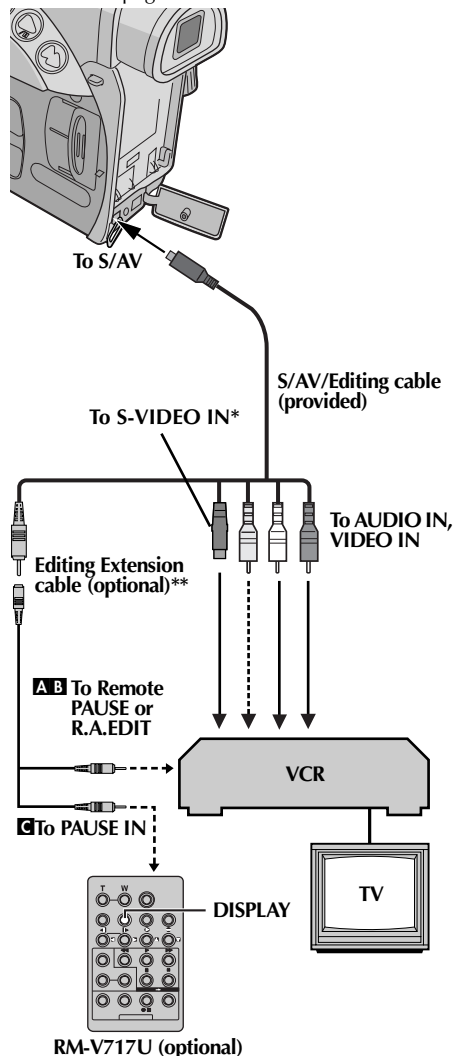 To S/AV
S/AV/Editing cable
(provided)
To S-VIDEO IN*
To AUDIO IN,
VIDEO IN
Editing Extension
cable (optional)**
A B To Remote
PAUSE or
R.A.EDIT
VCR
C To PAUSE IN
TV
T W
DISPLAY
RM-V717U (optional)